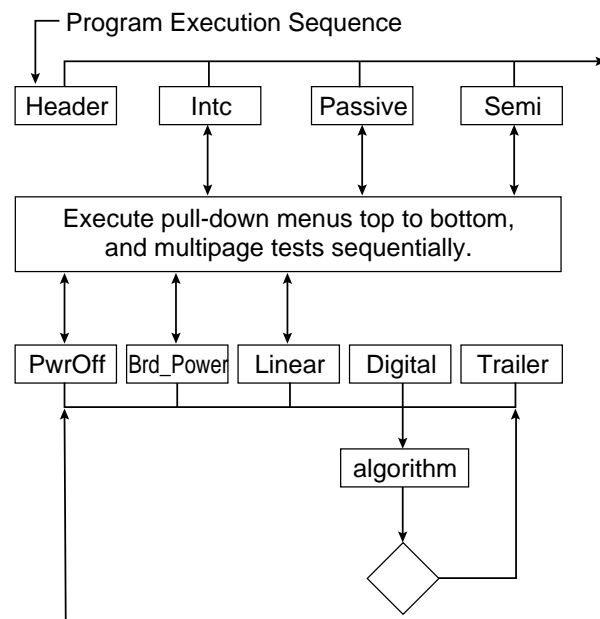 Program Execution Sequence
Header
Intc
Passive
Semi
Execute pull-down menus top to bottom,
and multipage tests sequentially.
PwrOff
Brd_Power
Linear
Digital
Trailer
algorithm